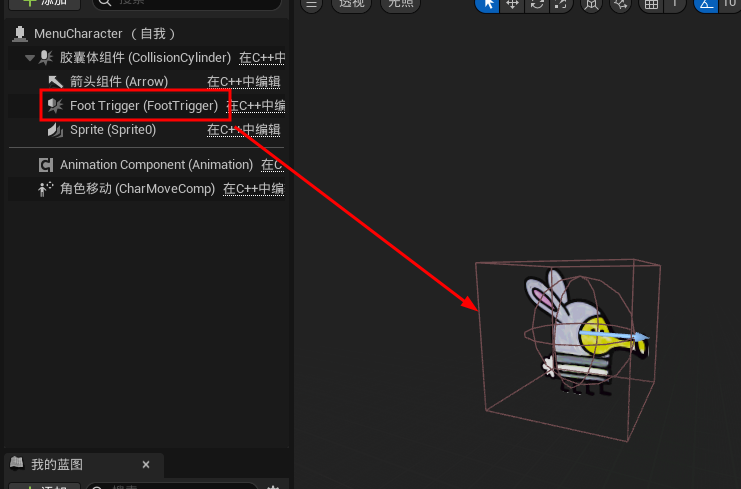 添加
搜索
透视
光照
10
MenuCharacter （自我）
胶囊体组件 (CollisionCylinder) 在C++中
箭头组件 (Arrow) 在C++中编辑
Foot Trigger (FootTrigger) 在C++中编
Sprite (Sprite0) 在C++中编辑
Animation Component (Animation) 在C
角色移动 (CharMoveComp) 在C++中编
我的蓝图
添加
搜索